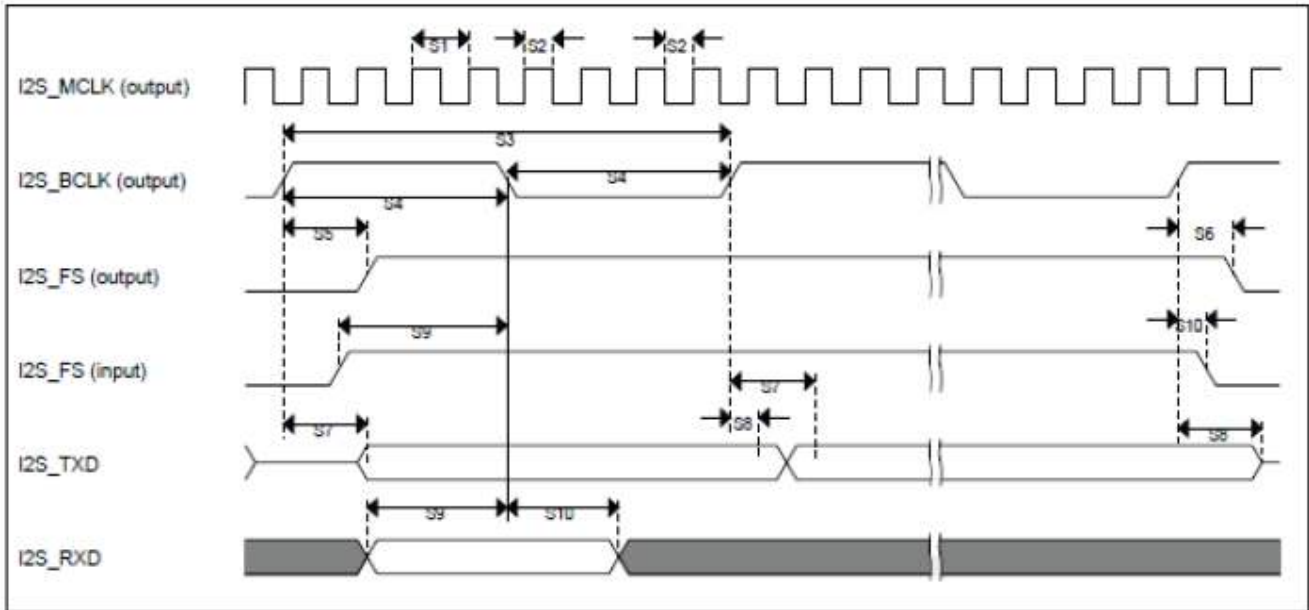 S1 S2 S2
I2S_MCLK (output)
S3
I2S_BCLK (output)
S4
S4
S5 S6
I2S_FS (output)
S9 S10
I2S_FS (input)
S7
S8
S7 S8
I2S_TXD
S9 S10
I2S_RXD